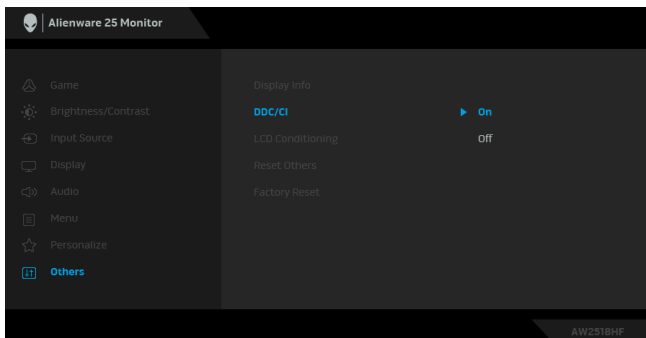 Alienware 25 Monitor
Game
Display Info
Brightness/Contrast
DDC/CI
On
Input Source
LCD Conditioning
Off
Display
Reset Others
Audio
Factory Reset
Menu
Personalize
Others
AW2518HF